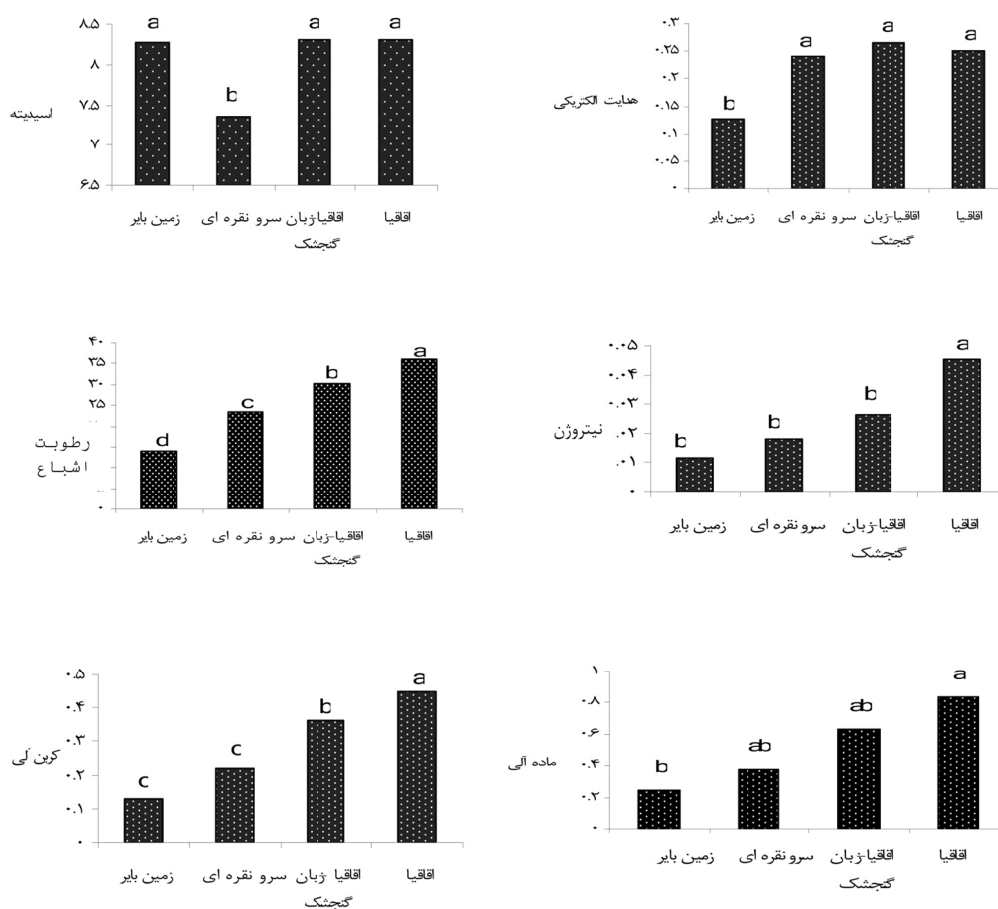 a a a b
۸.۵
۸
۷.۵
۷
۶.۵
اسیدیته
اقاقیا اقاقیا-زبان گنجشک سرو نقره ای زمین بایر
a a a b
۰.۳
۰.۲۵
۰.۲
۰.۱۵
۰.۱
۰.۰۵
۰
هدایت الکتریکی
اقاقیا اقاقیا-زبان گنجشک سرو نقره ای زمین بایر
a b c d
۴۰
۳۵
۳۰
۲۵
۰
رطوبت
اشباع
اقاقیا اقاقیا-زبان گنجشک سرو نقره ای زمین بایر
a b b b
۰.۰۵
۰.۰۴
۰.۰۳
۰.۰۲
۰.۰۱
۰
نیتروژن
اقاقیا اقاقیا-زبان گنجشک سرو نقره ای زمین بایر
a b c c
۰.۵
۰.۴
۰.۳
۰.۲
۰.۱
۰
کربن آلی
اقاقیا اقاقیا -زبان گنجشک سرو نقره ای زمین بایر
a ab ab b
۱
۰.۸
۰.۶
۰.۴
۰.۲
۰
ماده آلی
اقاقیا اقاقیا-زبان گنجشک سرو نقره ای زمین بایر